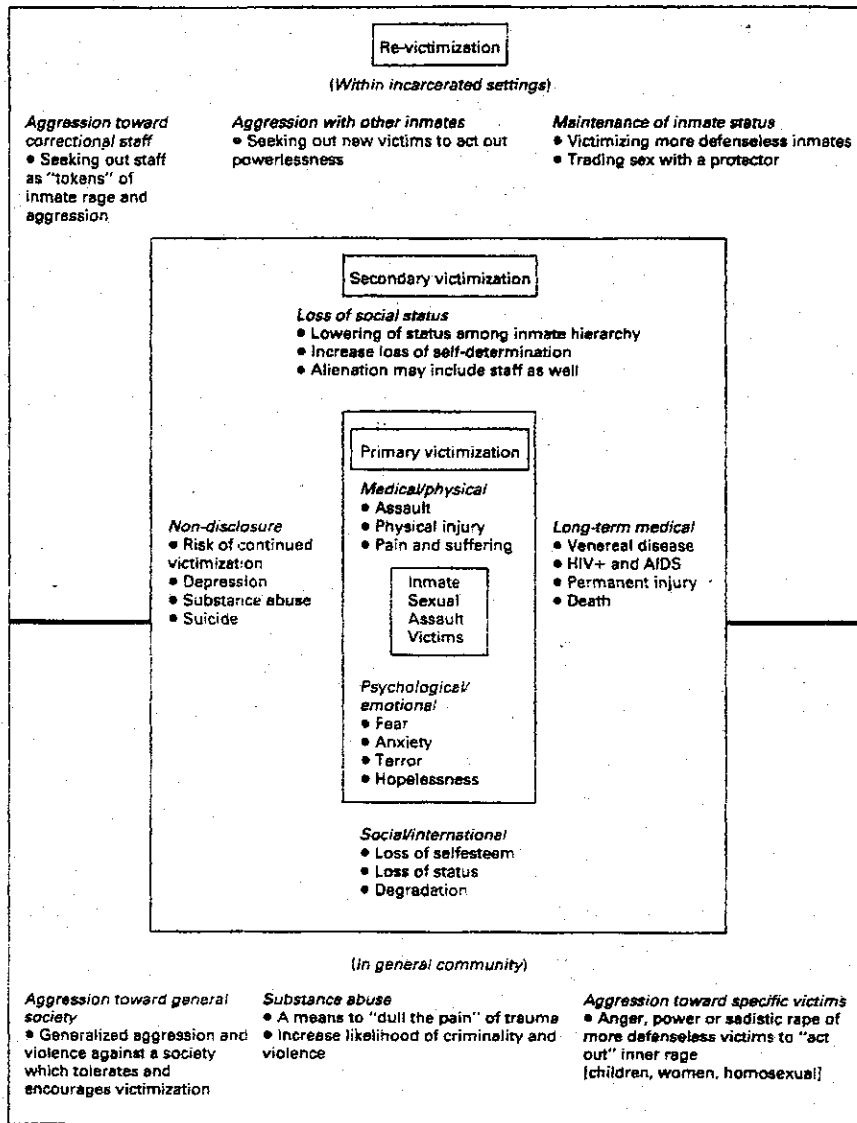 Re-victimization
(Within incarcerated settings)
Aggression toward
correctional staff
● Seeking out staff
as "tokens" of
inmate rage and
aggression
Aggression with other inmates
● Seeking out new victims to act out
powerlessness
Maintenance of inmate status
● Victimizing more defenseless inmates
● Trading sex with a protector
Secondary victimization
Loss of social status
● Lowering of status among inmate hierarchy
● Increase loss of self-determination
● Alienation may include staff as well
Primary victimization
Medical/physical
● Assault
● Physical injury
● Pain and suffering
Non-disclosure
● Risk of continued
victimization
● Depression
● Substance abuse
● Suicide
Inmate
Sexual
Assault
Victims
Long-term medical
● Venereal disease
● HIV+ and AIDS
● Permanent injury
● Death
Psychological/
emotional
● Fear
● Anxiety
● Terror
● Hopelessness
Social/international
● Loss of selfesteem
● Loss of status
● Degradation
(In general community)
Aggression toward general
society
● Generalized aggression and
violence against a society
which tolerates and
encourages victimization
Substance abuse
● A means to "dull the pain" of trauma
● Increase likelihood of criminality and
violence
Aggression toward specific victims
● Anger, power or sadistic rape of
more defenseless victims to "act
out" inner rage
[children, women, homosexual]